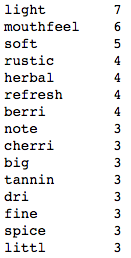 light 7
mouthfeel 6
soft 5
rustic 4
herbal 4
refresh 4
berri 4
note 3
cherri 3
big 3
tannin 3
dri 3
fine 3
spice 3
littl 3